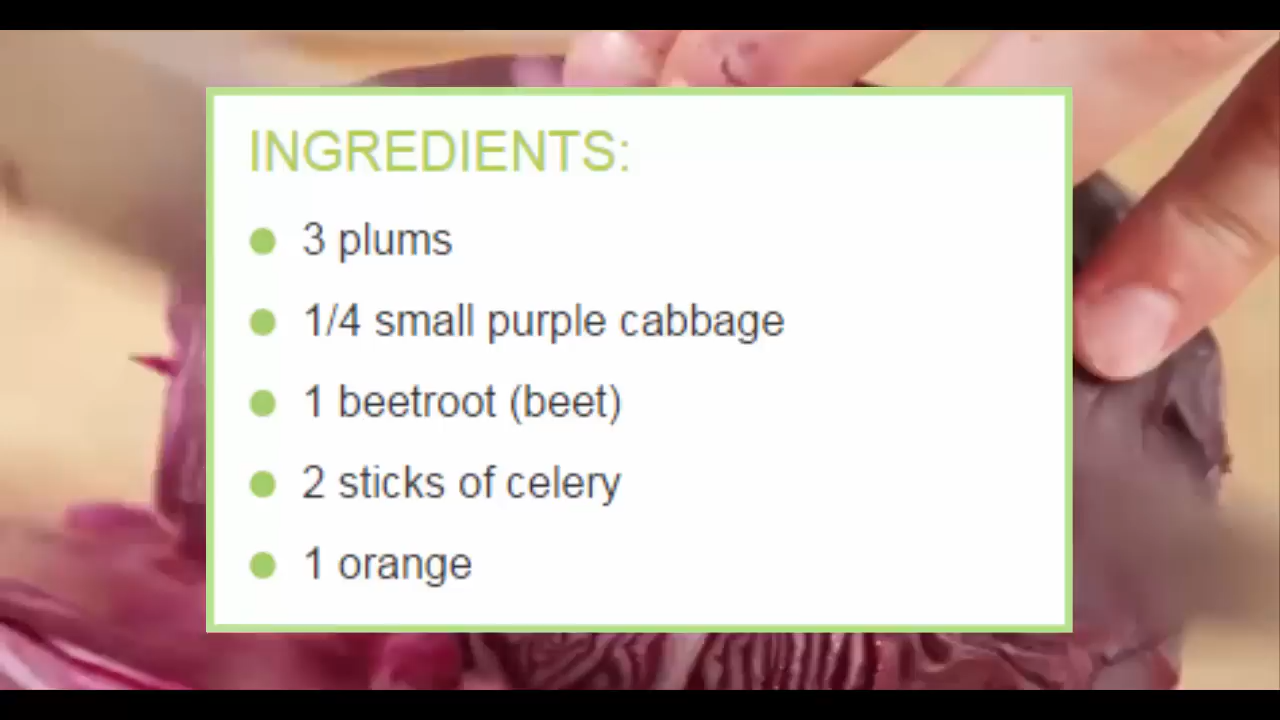 INGREDIENTS:
3 plums
1/4 small purple cabbage
1 beetroot (beet)
2 sticks of celery
1 orange